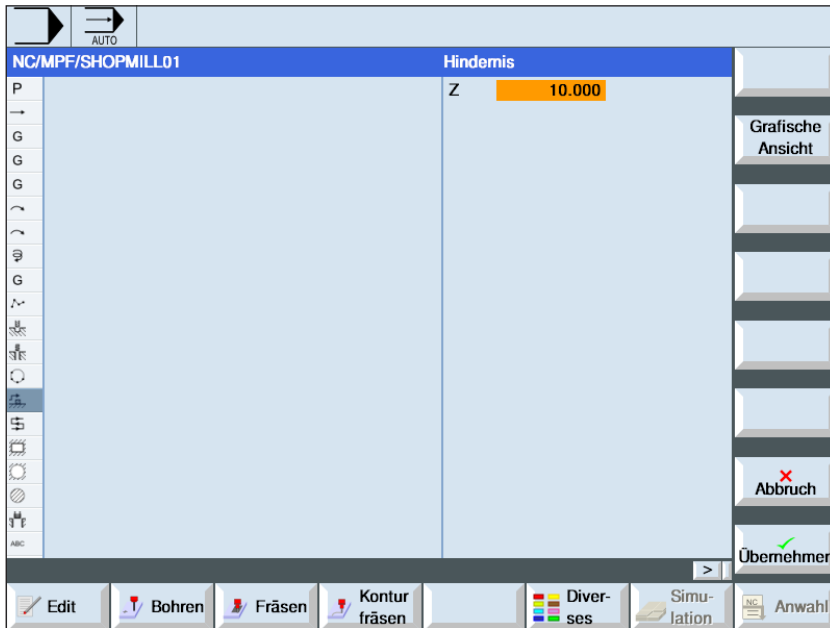 AUTO
NC/MPF/SHOPMILL01
Hindernis
P
Z 10.000
G
G
G
G
ABC
Grafische
Ansicht
Abbruch
Übernehmen
>
Edit
Bohren
Fräsen
Kontur
fräsen
Diver-
ses
Simu-
lation
NC
Anwahl